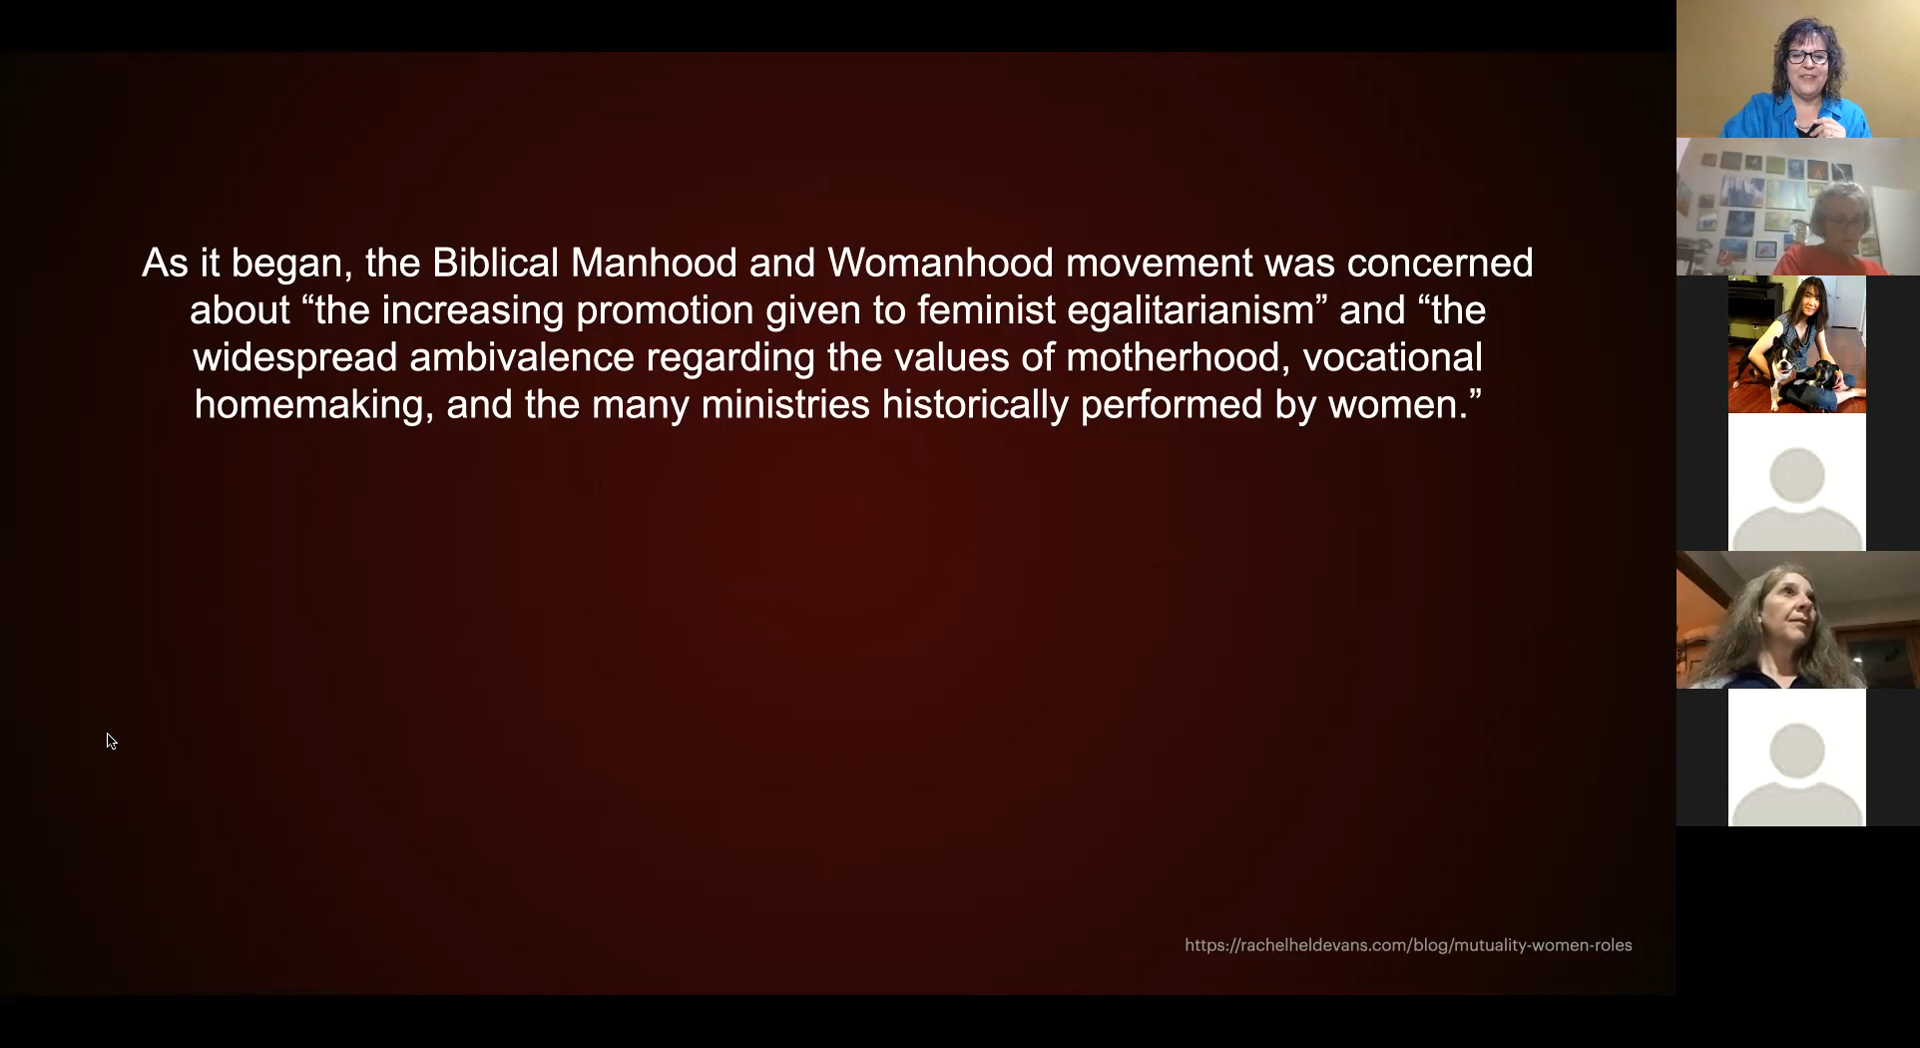 As it began, the Biblical Manhood and Womanhood movement was concerned
about “the increasing promotion given to feminist egalitarianism” and “the
widespread ambivalence regarding the values of motherhood, vocational
homemaking, and the many ministries historically performed by women.”
https://rachelheldevans.com/blog/mutuality-women-roles